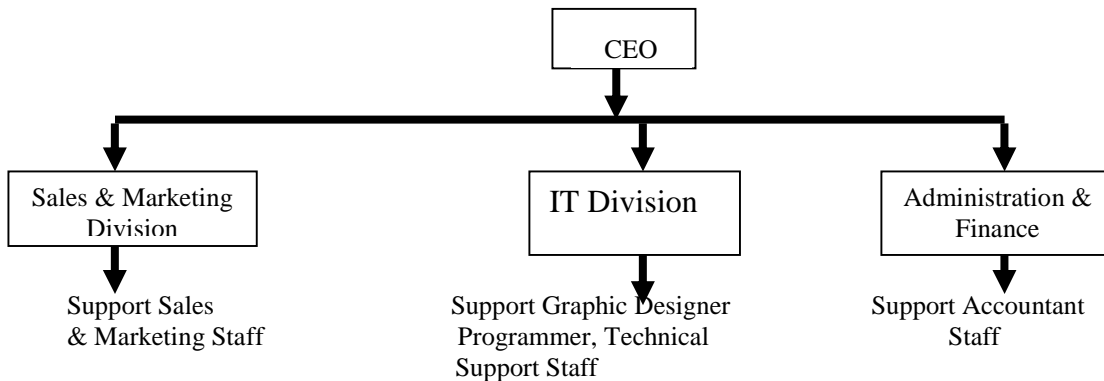 CEO
Sales & Marketing
Division
IT Division
Administration &
Finance
Support Sales
& Marketing Staff
Support Graphic Designer
Programmer, Technical
Support Staff
Support Accountant
Staff